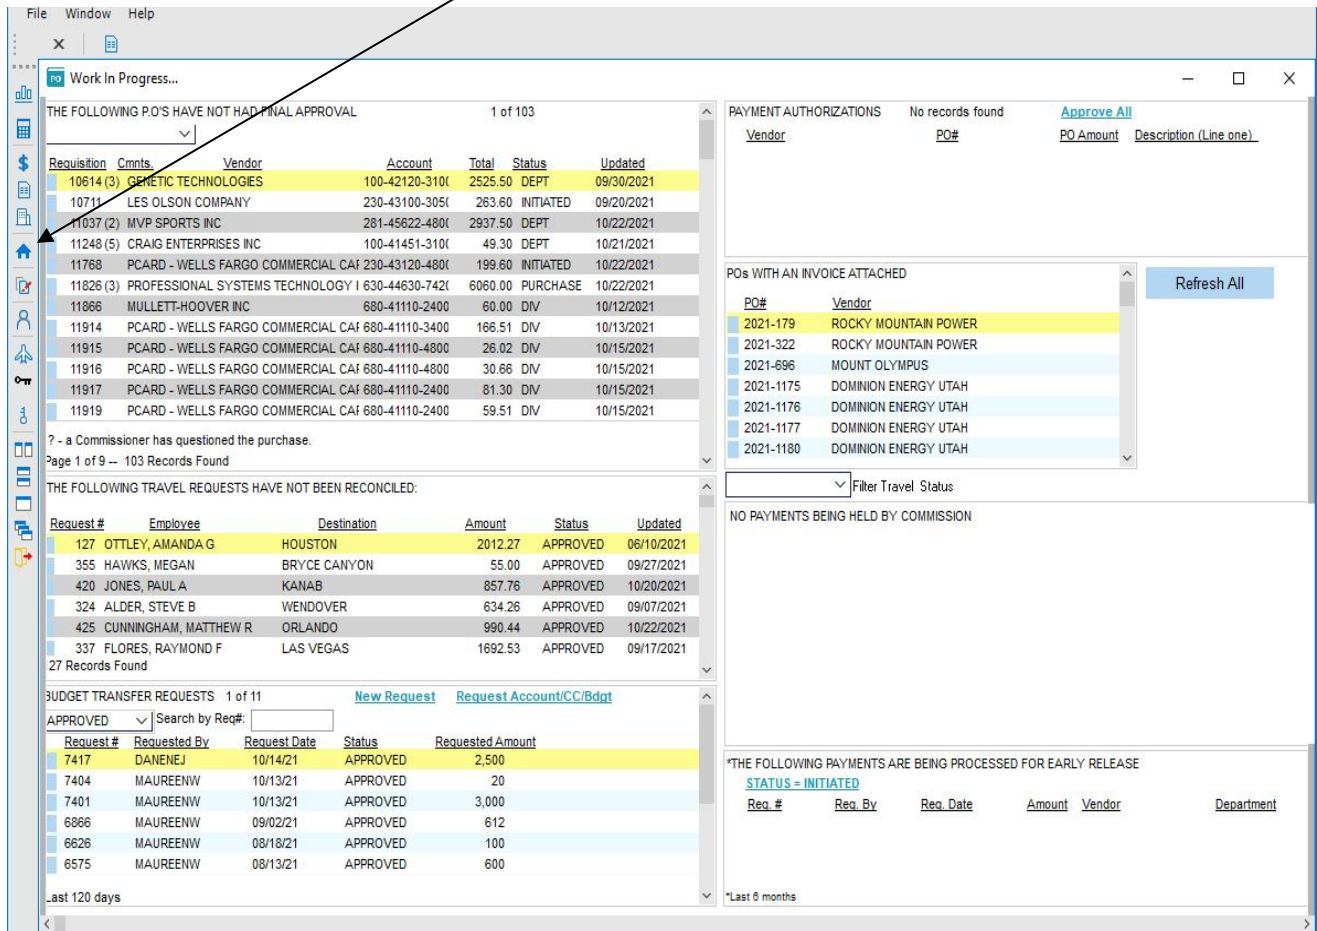 File Window Help
PO Work In Progress...
THE FOLLOWING P.O'S HAVE NOT HAD FINAL APPROVAL 1 of 103
Requisition Cmnts. Vendor Account Total Status Updated
10614 (3) GENETIC TECHNOLOGIES 100-42120-310( 2525.50 DEPT 09/30/2021
10711 LES OLSON COMPANY 230-43100-305( 263.60 INITIATED 09/20/2021
11037 (2) MVP SPORTS INC 281-45622-480( 2937.50 DEPT 10/22/2021
11248 (5) CRAIG ENTERPRISES INC 100-41451-310( 49.30 DEPT 10/21/2021
11768 PCARD - WELLS FARGO COMMERCIAL CAF 230-43120-480( 199.60 INITIATED 10/22/2021
11826 (3) PROFESSIONAL SYSTEMS TECHNOLOGY I 630-44630-742( 6060.00 PURCHASE 10/22/2021
11866 MULLETT-HOOVER INC 680-41110-2400 60.00 DIV 10/12/2021
11914 PCARD - WELLS FARGO COMMERCIAL CAF 680-41110-3400 166.51 DIV 10/13/2021
11915 PCARD - WELLS FARGO COMMERCIAL CAF 680-41110-4800 26.02 DIV 10/15/2021
11916 PCARD - WELLS FARGO COMMERCIAL CAF 680-41110-4800 30.66 DIV 10/15/2021
11917 PCARD - WELLS FARGO COMMERCIAL CAF 680-41110-2400 81.30 DIV 10/15/2021
11919 PCARD - WELLS FARGO COMMERCIAL CAF 680-41110-2400 59.51 DIV 10/15/2021
? - a Commissioner has questioned the purchase.
Page 1 of 9 -- 103 Records Found
THE FOLLOWING TRAVEL REQUESTS HAVE NOT BEEN RECONCILED:
Request # Employee Destination Amount Status Updated
127 OTTLEY, AMANDA G HOUSTON 2012.27 APPROVED 06/10/2021
355 HAWKS, MEGAN BRYCE CANYON 55.00 APPROVED 09/27/2021
420 JONES, PAUL A KANAB 857.76 APPROVED 10/20/2021
324 ALDER, STEVE B WENDOVER 634.26 APPROVED 09/07/2021
425 CUNNINGHAM, MATTHEW R ORLANDO 990.44 APPROVED 10/22/2021
337 FLORES, RAYMOND F LAS VEGAS 1692.53 APPROVED 09/17/2021
27 Records Found
BUDGET TRANSFER REQUESTS 1 of 11 New Request Request Account/CC/Bdgt
APPROVED Search by Req#:
Request # Requested By Request Date Status Requested Amount
7417 DANENEJ 10/14/21 APPROVED 2,500
7404 MAUREENW 10/13/21 APPROVED 20
7401 MAUREENW 10/13/21 APPROVED 3,000
6866 MAUREENW 09/02/21 APPROVED 612
6626 MAUREENW 08/18/21 APPROVED 100
6575 MAUREENW 08/13/21 APPROVED 600
Last 120 days
PAYMENT AUTHORIZATIONS No records found Approve All
Vendor PO# PO Amount Description (Line one)
POs WITH AN INVOICE ATTACHED
Refresh All
PO# Vendor
2021-179 ROCKY MOUNTAIN POWER
2021-322 ROCKY MOUNTAIN POWER
2021-696 MOUNT OLYMPUS
2021-1175 DOMINION ENERGY UTAH
2021-1176 DOMINION ENERGY UTAH
2021-1177 DOMINION ENERGY UTAH
2021-1180 DOMINION ENERGY UTAH
Filter Travel Status
NO PAYMENTS BEING HELD BY COMMISSION
*THE FOLLOWING PAYMENTS ARE BEING PROCESSED FOR EARLY RELEASE
STATUS = INITIATED
Req. # Req. By Req. Date Amount Vendor Department
*Last 6 months